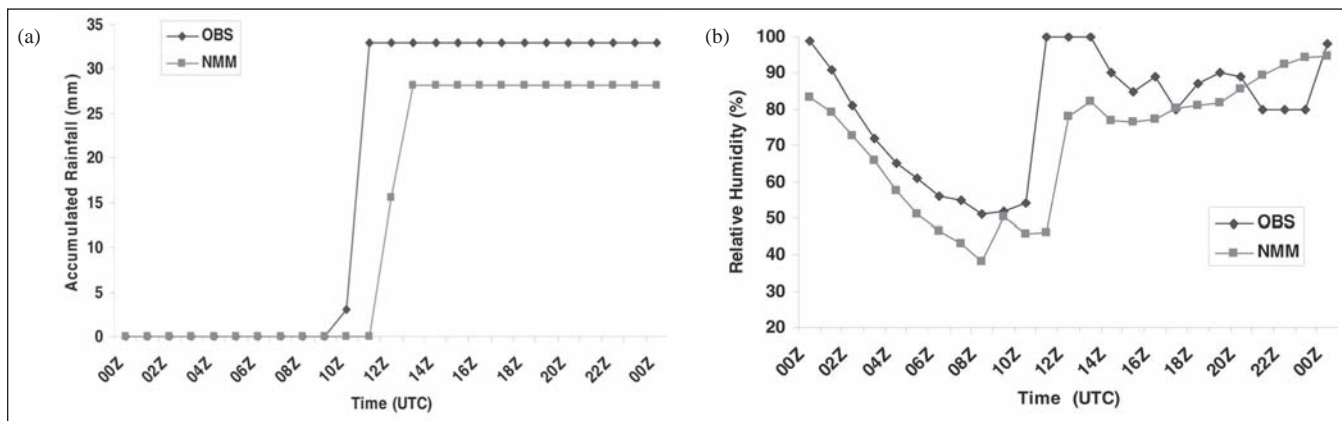 (a)
35
30
25
20
15
10
5
0
Accumulated Rainfall (mm)
OBS
NMM
00Z 02Z 04Z 06Z 08Z 10Z 12Z 14Z 16Z 18Z 20Z 22Z 00Z
Time (UTC)
(b)
100
90
80
70
60
50
40
30
20
Relative Humidity (%)
OBS
NMM
00Z 02Z 04Z 06Z 08Z 10Z 12Z 14Z 16Z 18Z 20Z 22Z 00Z
Time (UTC)